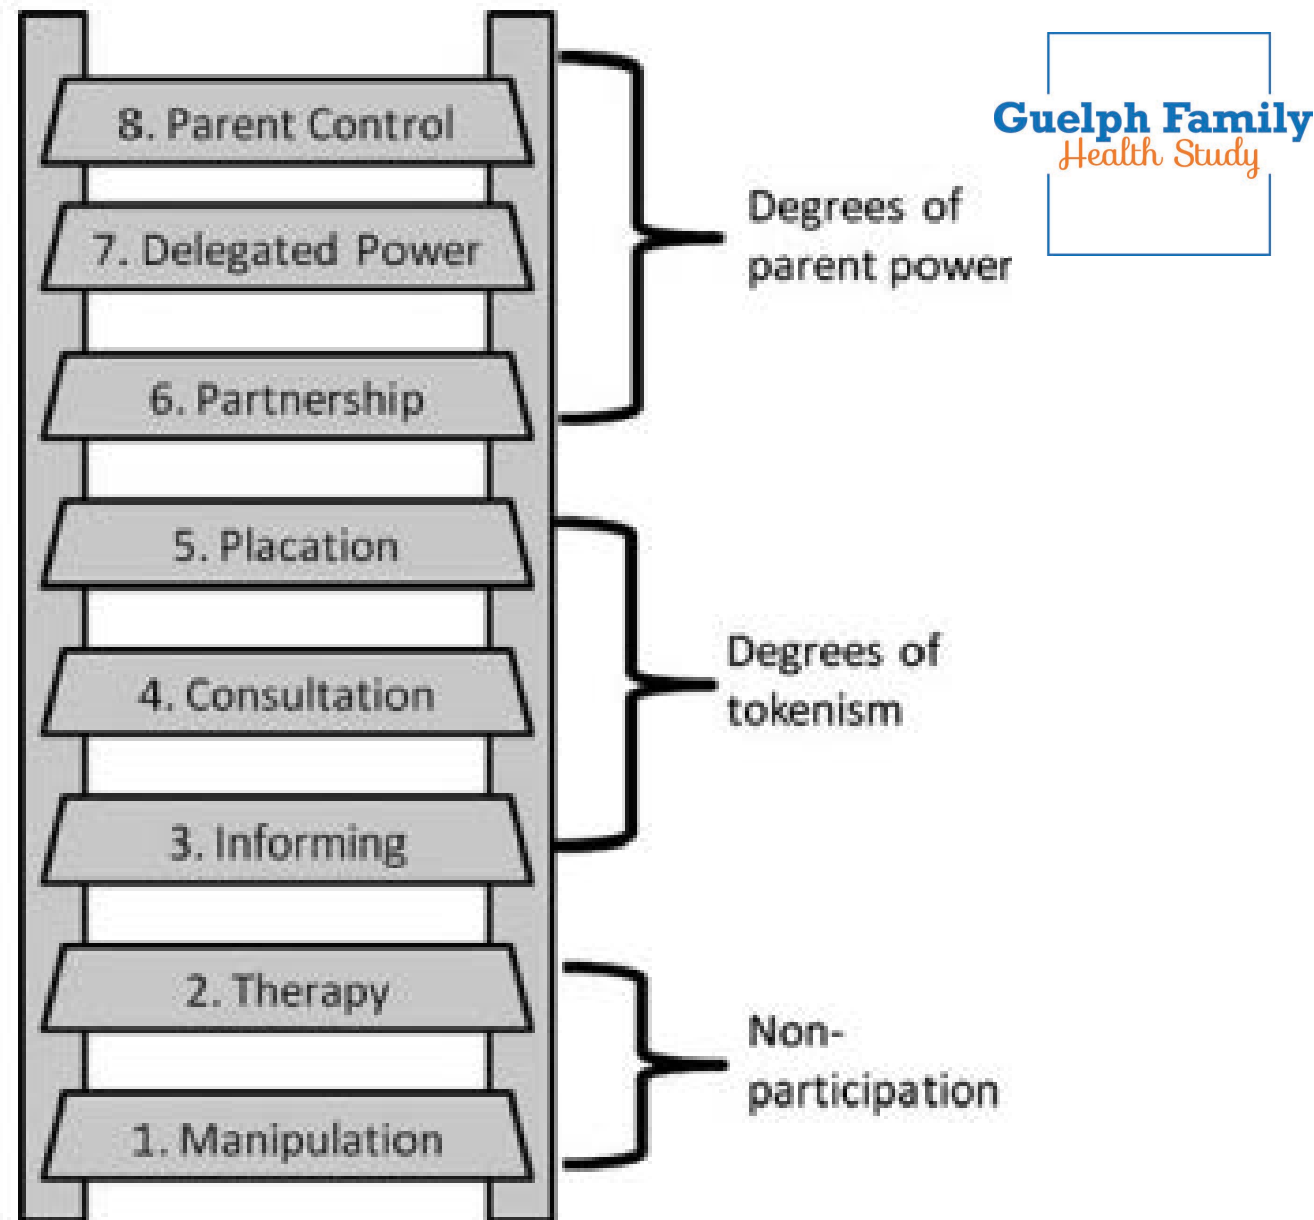 8. Parent Control
7. Delegated Power
6. Partnership
5. Placation
4. Consultation
3. Informing
2. Therapy
1. Manipulation
Degrees of
parent power
Degrees of
tokenism
Non-
participation
Guelph Family
Health Study